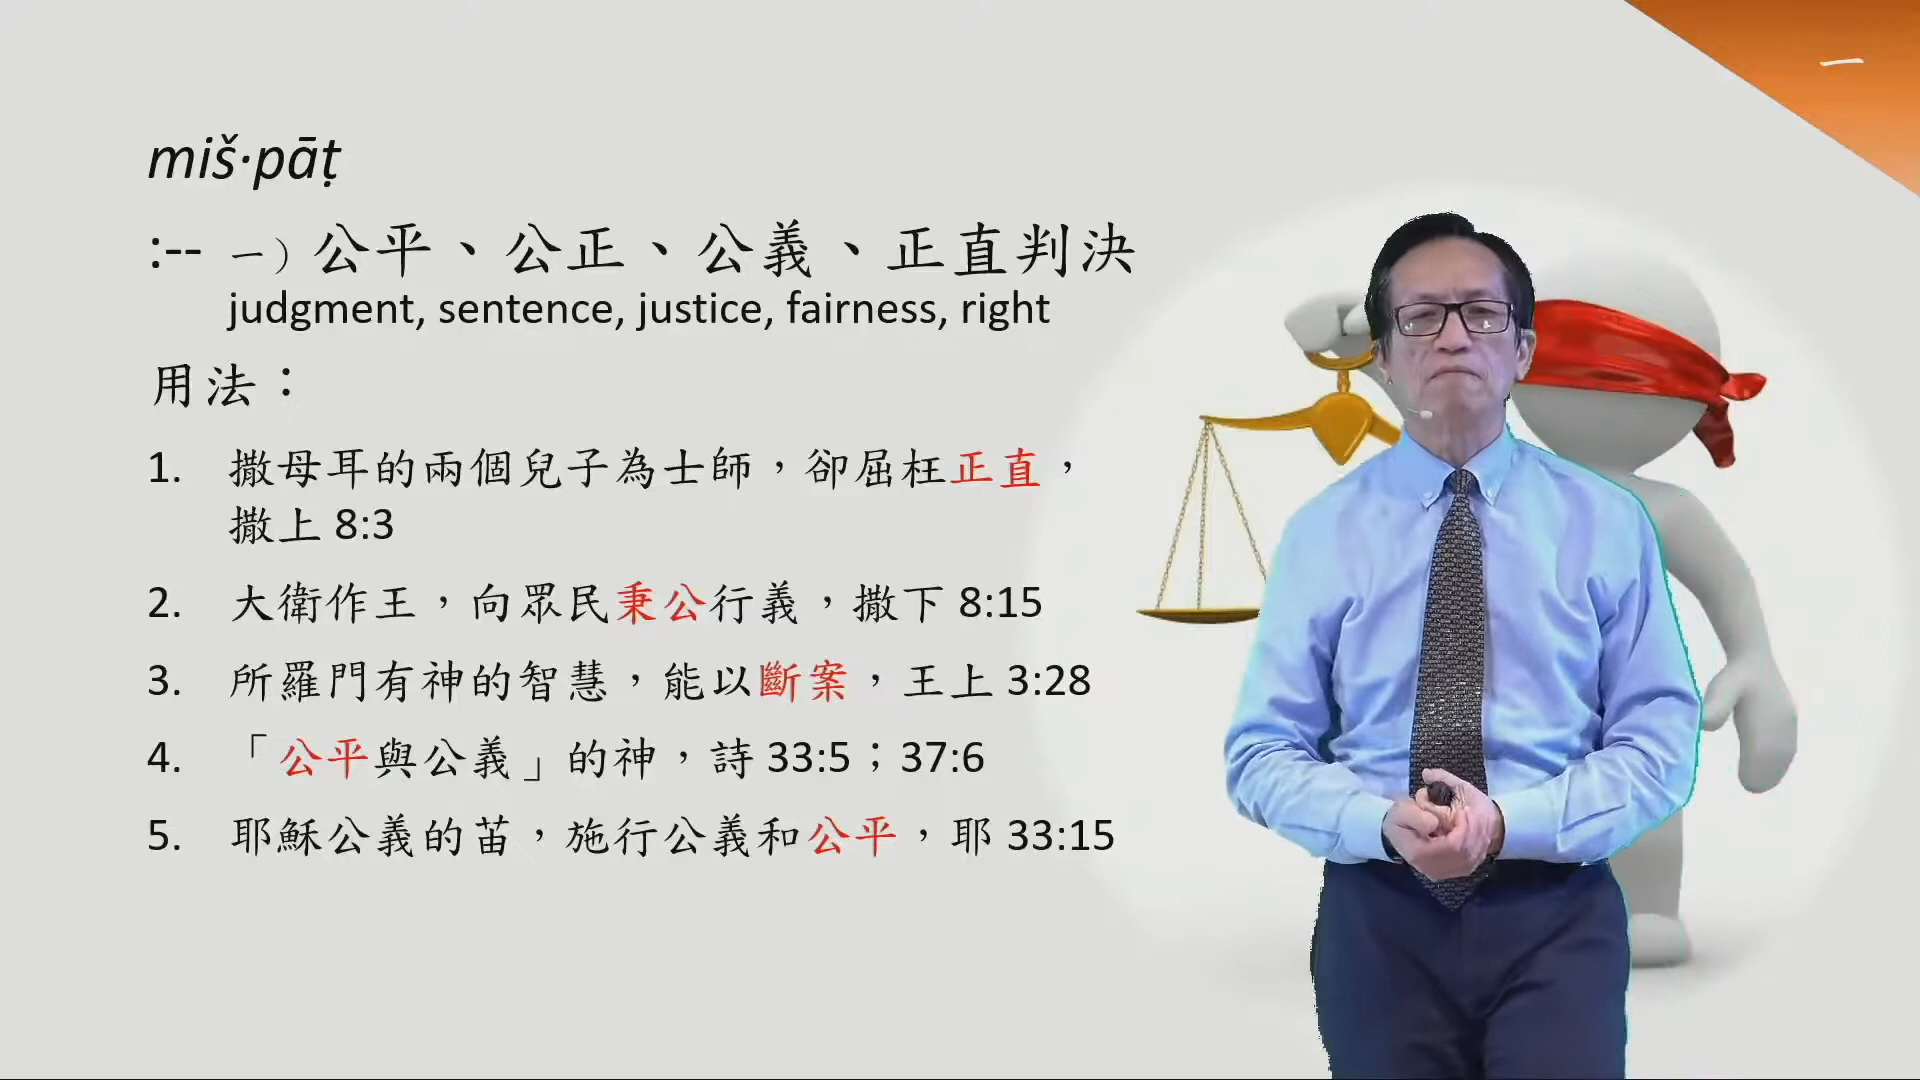 一
miš·pāṭ
:-- 一）公平、公正、公義、正直判決
judgment, sentence, justice, fairness, right
用法：
1. 撒母耳的兩個兒子為士師，卻屈枉正直，
撒上 8:3
2. 大衛作王，向眾民秉公行義，撒下 8:15
3. 所羅門有神的智慧，能以斷案，王上 3:28
4. 「公平與公義」的神，詩 33:5；37:6
5. 耶穌公義的苗，施行公義和公平，耶 33:15